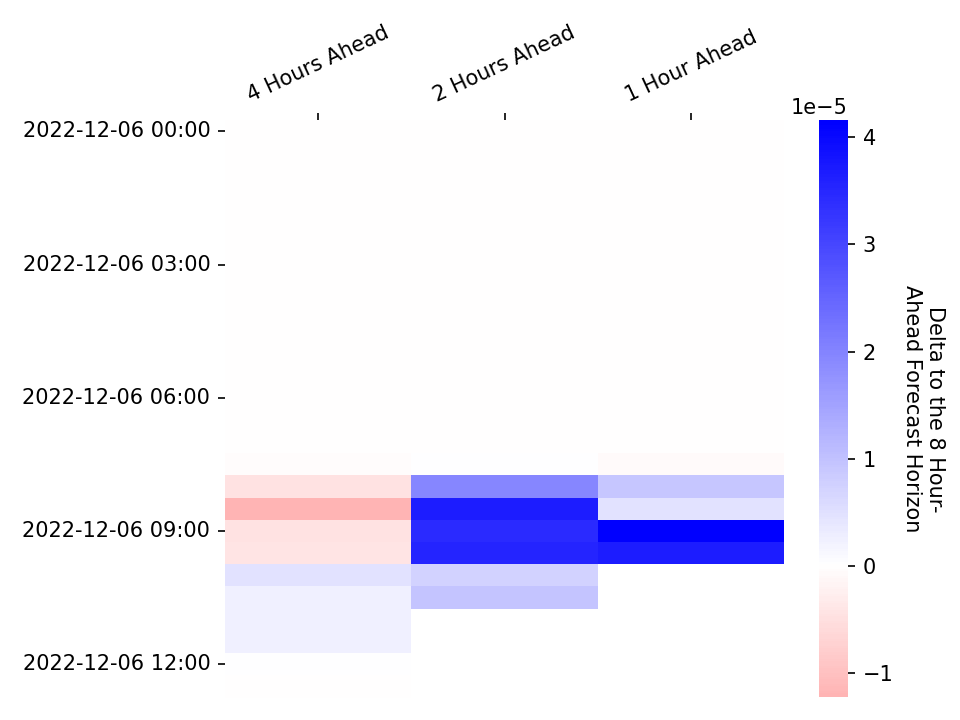 4 Hours Ahead
2 Hours Ahead
1 Hour Ahead
1e−5
2022-12-06 00:00
2022-12-06 03:00
2022-12-06 06:00
2022-12-06 09:00
2022-12-06 12:00
4
3
2
1
0
−1
Delta to the 8 Hour-
Ahead Forecast Horizon